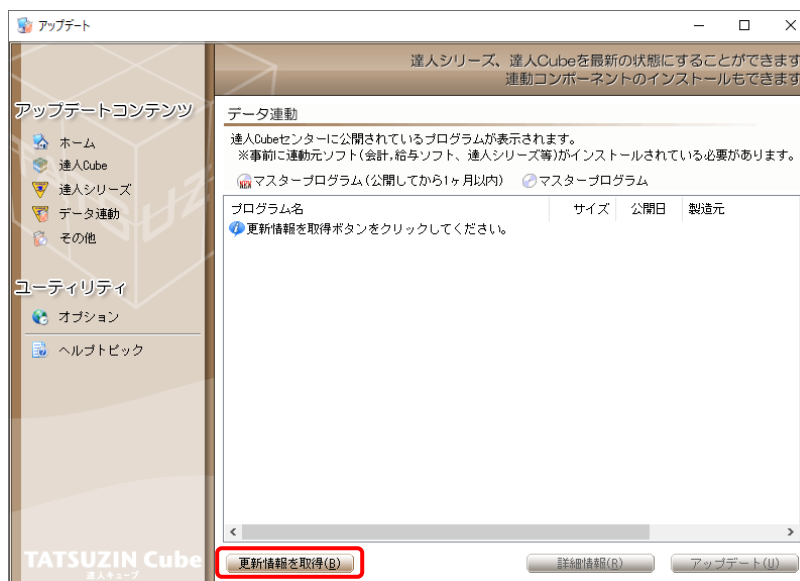 アップデート
達人シリーズ、達人Cubeを最新の状態にすることができます
連動コンポーネントのインストールもできます
アップデートコンテンツ
ホーム
達人Cube
達人シリーズ
データ連動
その他
ユーティリティ
オプション
ヘルプトピック
TATSUZIN Cube
達人キューブ
データ連動
達人Cubeセンターに公開されているプログラムが表示されます。
※事前に連動元ソフト(会計,給与ソフト、達人シリーズ等)がインストールされている必要があります。
NEW マスタープログラム(公開してから1ヶ月以内) マスタープログラム
プログラム名 サイズ 公開日 製造元
更新情報を取得ボタンをクリックしてください。
更新情報を取得(B) 詳細情報(R) アップデート(U)